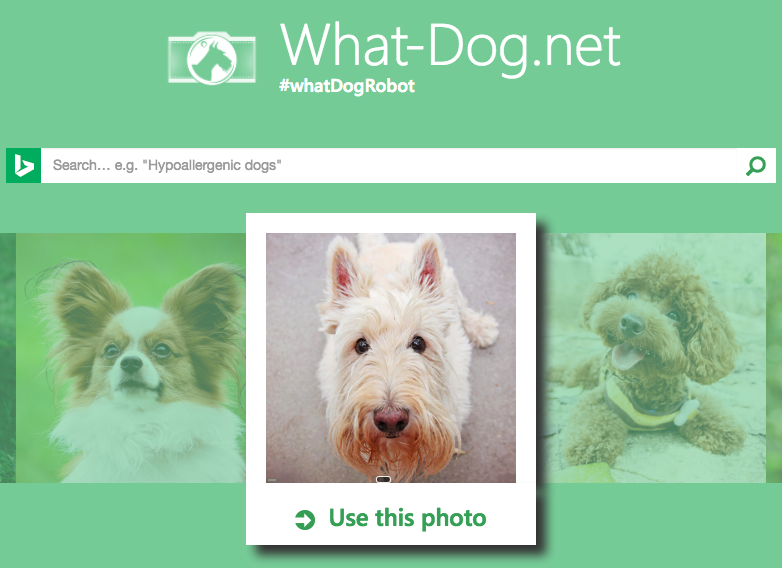 What-Dog.net
#whatDogRobot
Search... e.g. "Hypoallergenic dogs"
Use this photo